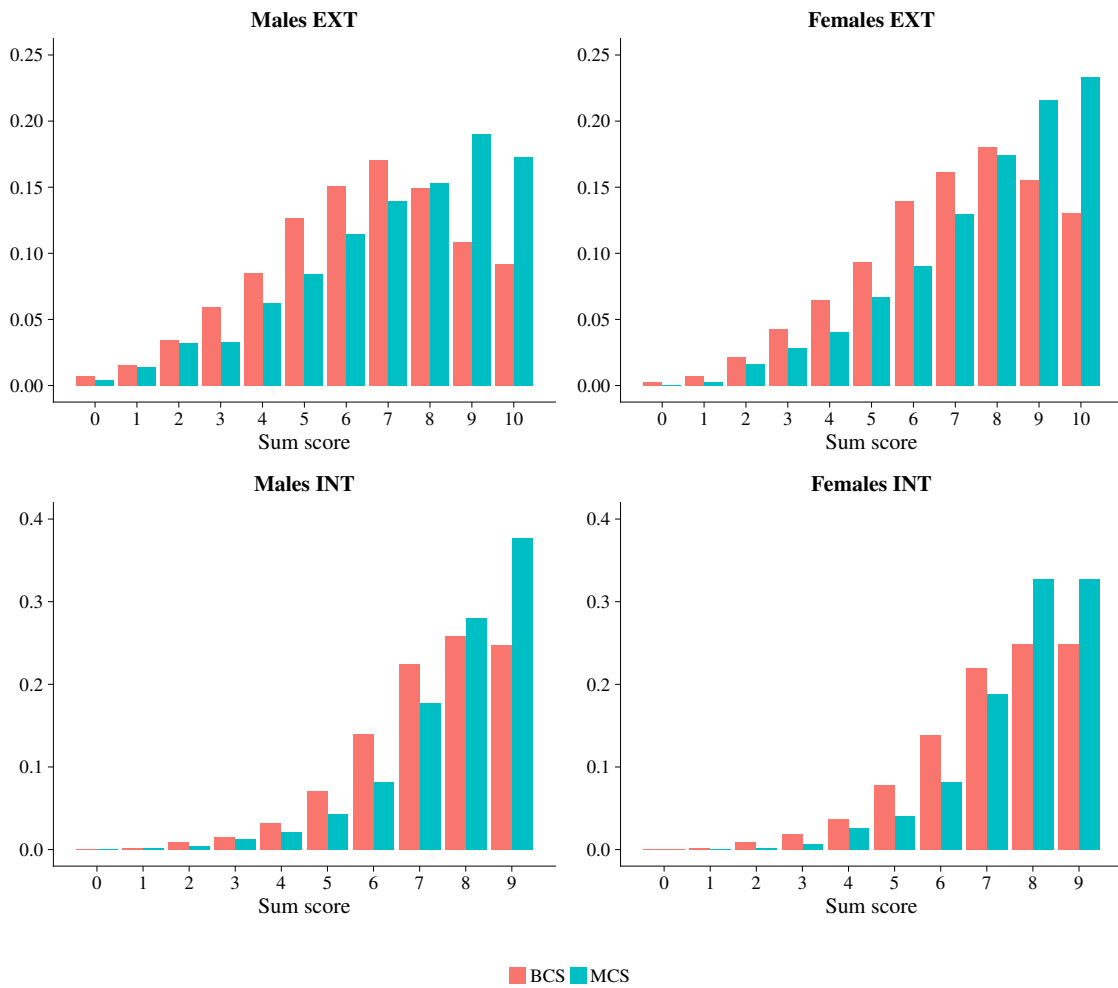 Males EXT
0.25
0.20
0.15
0.10
0.05
0.00
0 1 2 3 4 5 6 7 8 9 10
Sum score
Females EXT
0.25
0.20
0.15
0.10
0.05
0.00
0 1 2 3 4 5 6 7 8 9 10
Sum score
Males INT
0.4
0.3
0.2
0.1
0.0
0 1 2 3 4 5 6 7 8 9
Sum score
Females INT
0.4
0.3
0.2
0.1
0.0
0 1 2 3 4 5 6 7 8 9
Sum score
BCS MCS